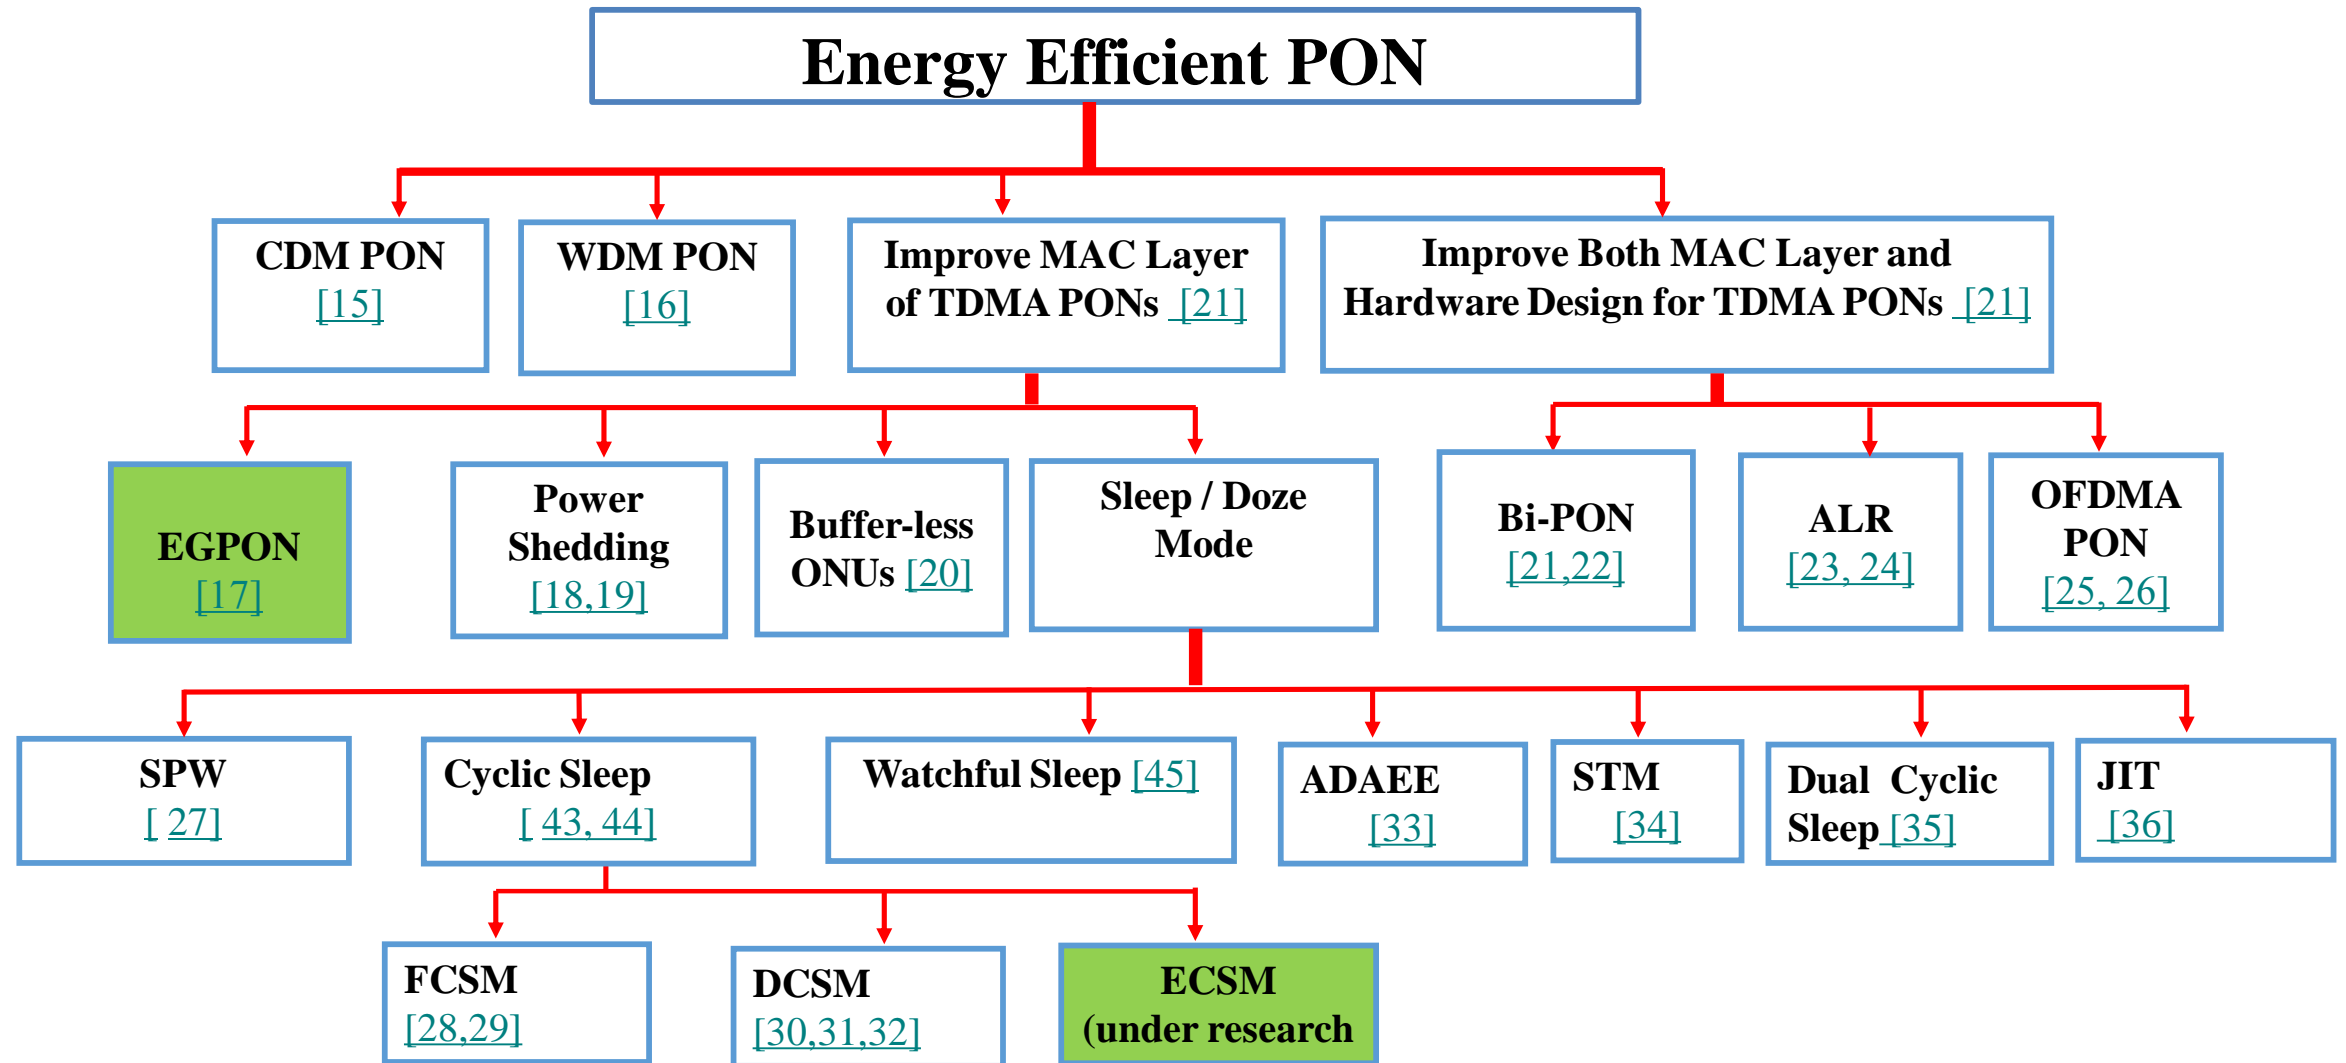 Energy Efficient PON
CDM PON
[15]
WDM PON
[16]
Improve MAC Layer
of TDMA PONs [21]
Improve Both MAC Layer and
Hardware Design for TDMA PONs [21]
EGPON
[17]
Power
Shedding
[18,19]
Buffer-less
ONUs [20]
Sleep / Doze
Mode
Bi-PON
[21,22]
ALR
[23, 24]
OFDMA
PON
[25, 26]
SPW
[ 27]
Cyclic Sleep
[ 43, 44]
Watchful Sleep [45]
ADAEE
[33]
STM
[34]
Dual Cyclic
Sleep [35]
JIT
[36]
FCSM
[28,29]
DCSM
[30,31,32]
ECSM
(under research